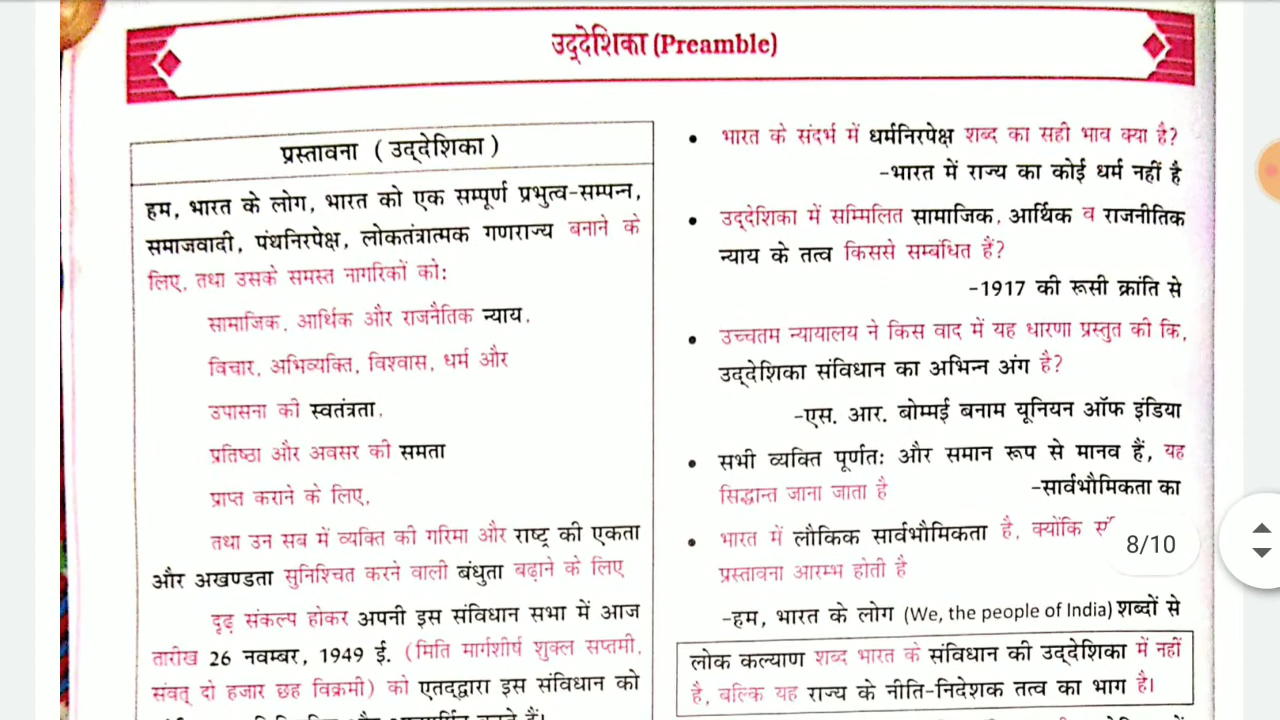 उद्देशिका (Preamble)
प्रस्तावना ( उद्देशिका )
हम, भारत के लोग, भारत को एक सम्पूर्ण प्रभुत्व-सम्पन्न,
समाजवादी, पंथनिरपेक्ष, लोकतंत्रात्मक गणराज्य बनाने के
लिए, तथा उसके समस्त नागरिकों को:
सामाजिक, आर्थिक और राजनैतिक न्याय,
विचार, अभिव्यक्ति, विश्वास, धर्म और
उपासना की स्वतंत्रता,
प्रतिष्ठा और अवसर की समता
प्राप्त कराने के लिए,
तथा उन सब में व्यक्ति की गरिमा और राष्ट्र की एकता
और अखण्डता सुनिश्चित करने वाली बंधुता बढ़ाने के लिए
दृढ़ संकल्प होकर अपनी इस संविधान सभा में आज
तारीख 26 नवम्बर, 1949 ई. (मिति मार्गशीर्ष शुक्ल सप्तमी,
संवत् दो हजार छह विक्रमी) को एतद्द्वारा इस संविधान को
• भारत के संदर्भ में धर्मनिरपेक्ष शब्द का सही भाव क्या है?
-भारत में राज्य का कोई धर्म नहीं है
• उद्देशिका में सम्मिलित सामाजिक, आर्थिक व राजनीतिक
न्याय के तत्व किससे सम्बंधित हैं?
-1917 की रूसी क्रांति से
• उच्चतम न्यायालय ने किस वाद में यह धारणा प्रस्तुत की कि,
उद्देशिका संविधान का अभिन्न अंग है?
-एस. आर. बोम्मई बनाम यूनियन ऑफ इंडिया
• सभी व्यक्ति पूर्णतः और समान रूप से मानव हैं, यह
सिद्धान्त जाना जाता है -सार्वभौमिकता का
• भारत में लौकिक सार्वभौमिकता है, क्योंकि
प्रस्तावना आरम्भ होती है
-हम, भारत के लोग (We, the people of India) शब्दों से
लोक कल्याण शब्द भारत के संविधान की उद्देशिका में नहीं
है, बल्कि यह राज्य के नीति-निदेशक तत्व का भाग है।
8/10